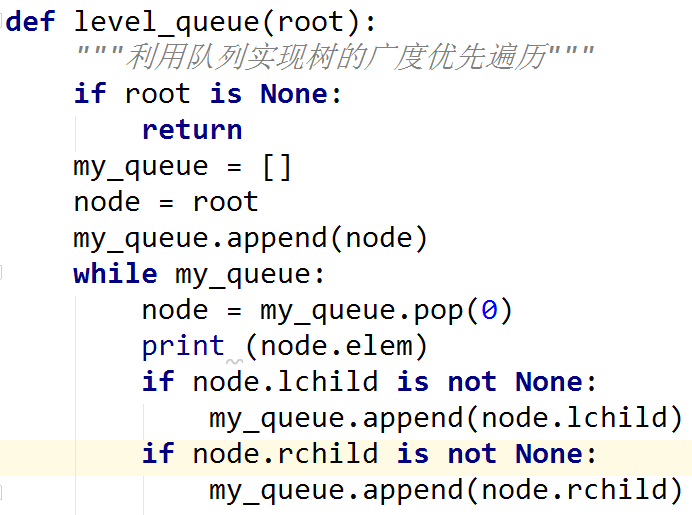 def level_queue(root):
    """利用队列实现树的广度优先遍历"""
    if root is None:
        return
    my_queue = []
    node = root
    my_queue.append(node)
    while my_queue:
        node = my_queue.pop(0)
        print (node.elem)
        if node.lchild is not None:
            my_queue.append(node.lchild)
        if node.rchild is not None:
            my_queue.append(node.rchild)